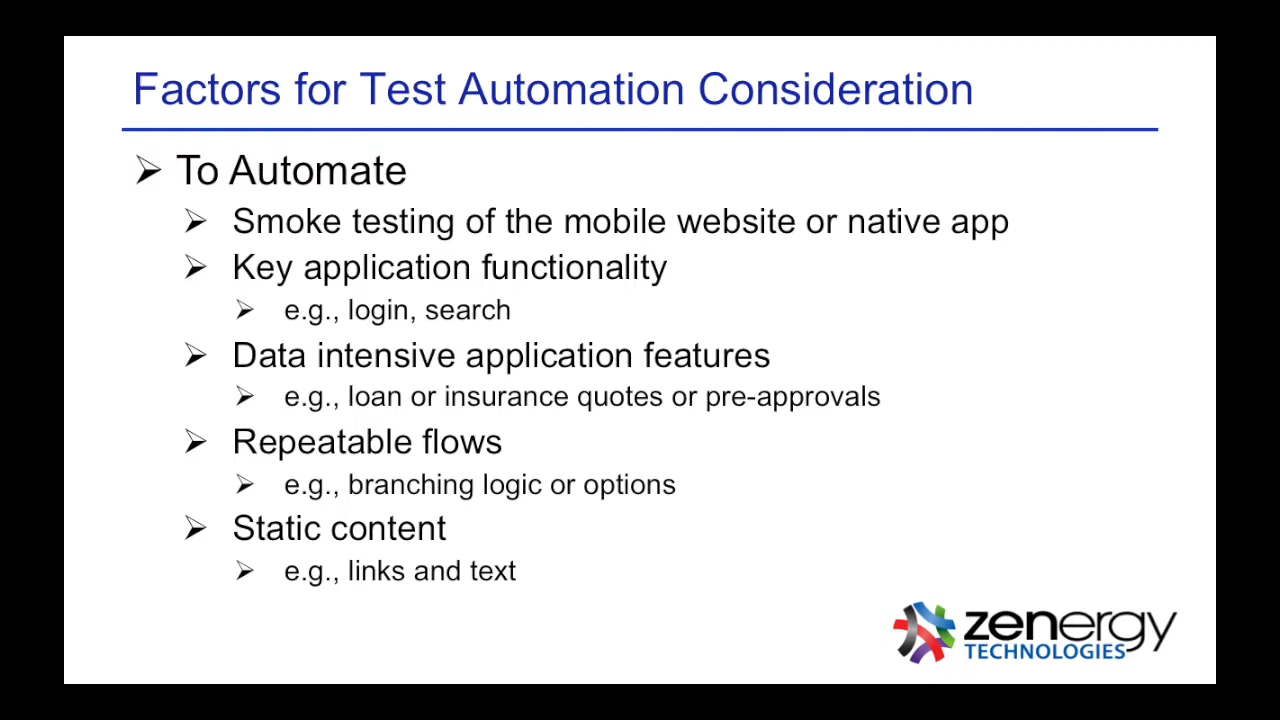 Factors for Test Automation Consideration
To Automate
Smoke testing of the mobile website or native app
Key application functionality
e.g., login, search
Data intensive application features
e.g., loan or insurance quotes or pre-approvals
Repeatable flows
e.g., branching logic or options
Static content
e.g., links and text
zenergy
TECHNOLOGIES